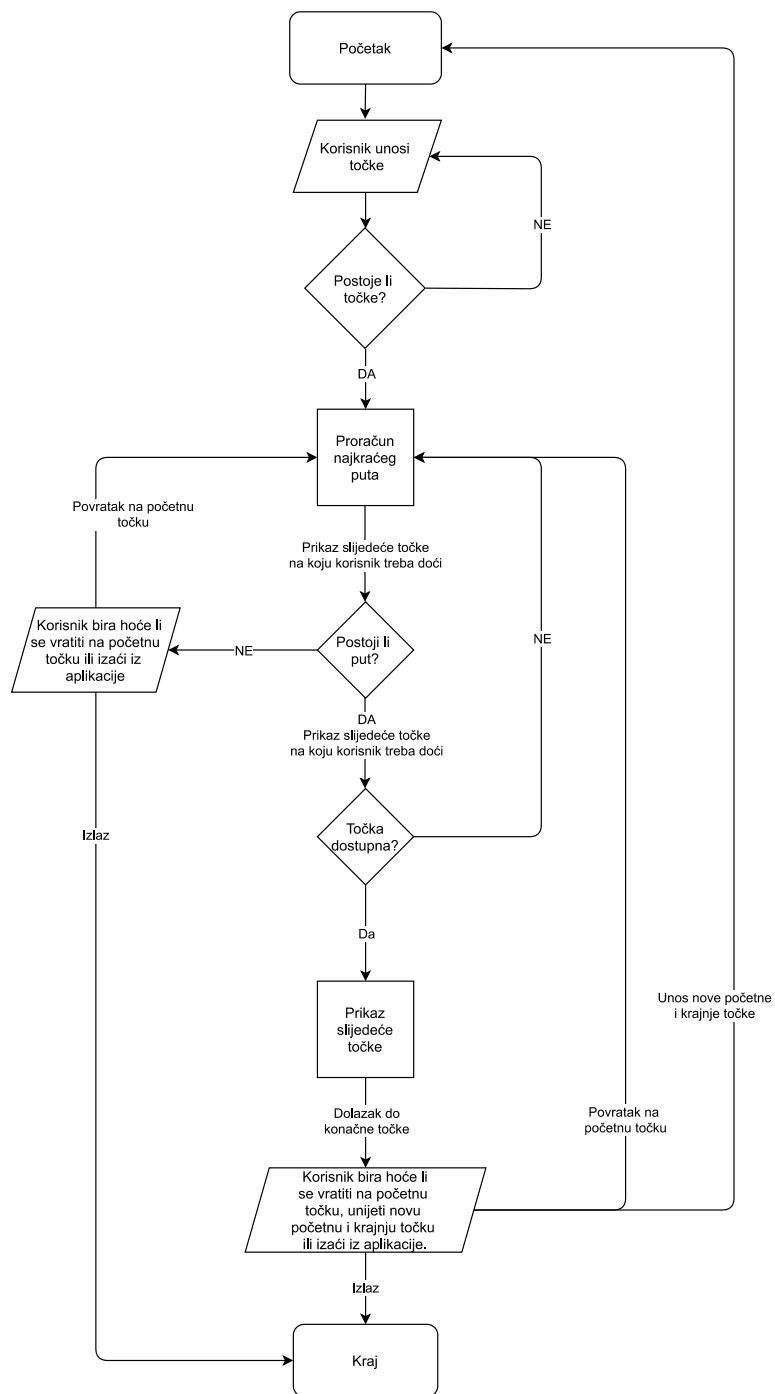 Početak
Korisnik unosi
točke
NE
Postoje li
točke?
DA
Proračun
najkraćeg
puta
Povratak na početnu
točku
Prikaz slijedeće točke
na koju korisnik treba doći
Korisnik bira hoće li
se vratiti na početnu
točku ili izaći iz
aplikacije
NE
Postoji li
put?
NE
DA
Prikaz slijedeće točke
na koju korisnik treba doći
Izlaz
Točka
dostupna?
Da
Prikaz
slijedeće
točke
Unos nove početne
i krajnje točke
Dolazak do
konačne točke
Povratak na
početnu točku
Korisnik bira hoće li
se vratiti na početnu
točku, unijeti novu
početnu i krajnju točku
ili izaći iz aplikacije.
Izlaz
Kraj